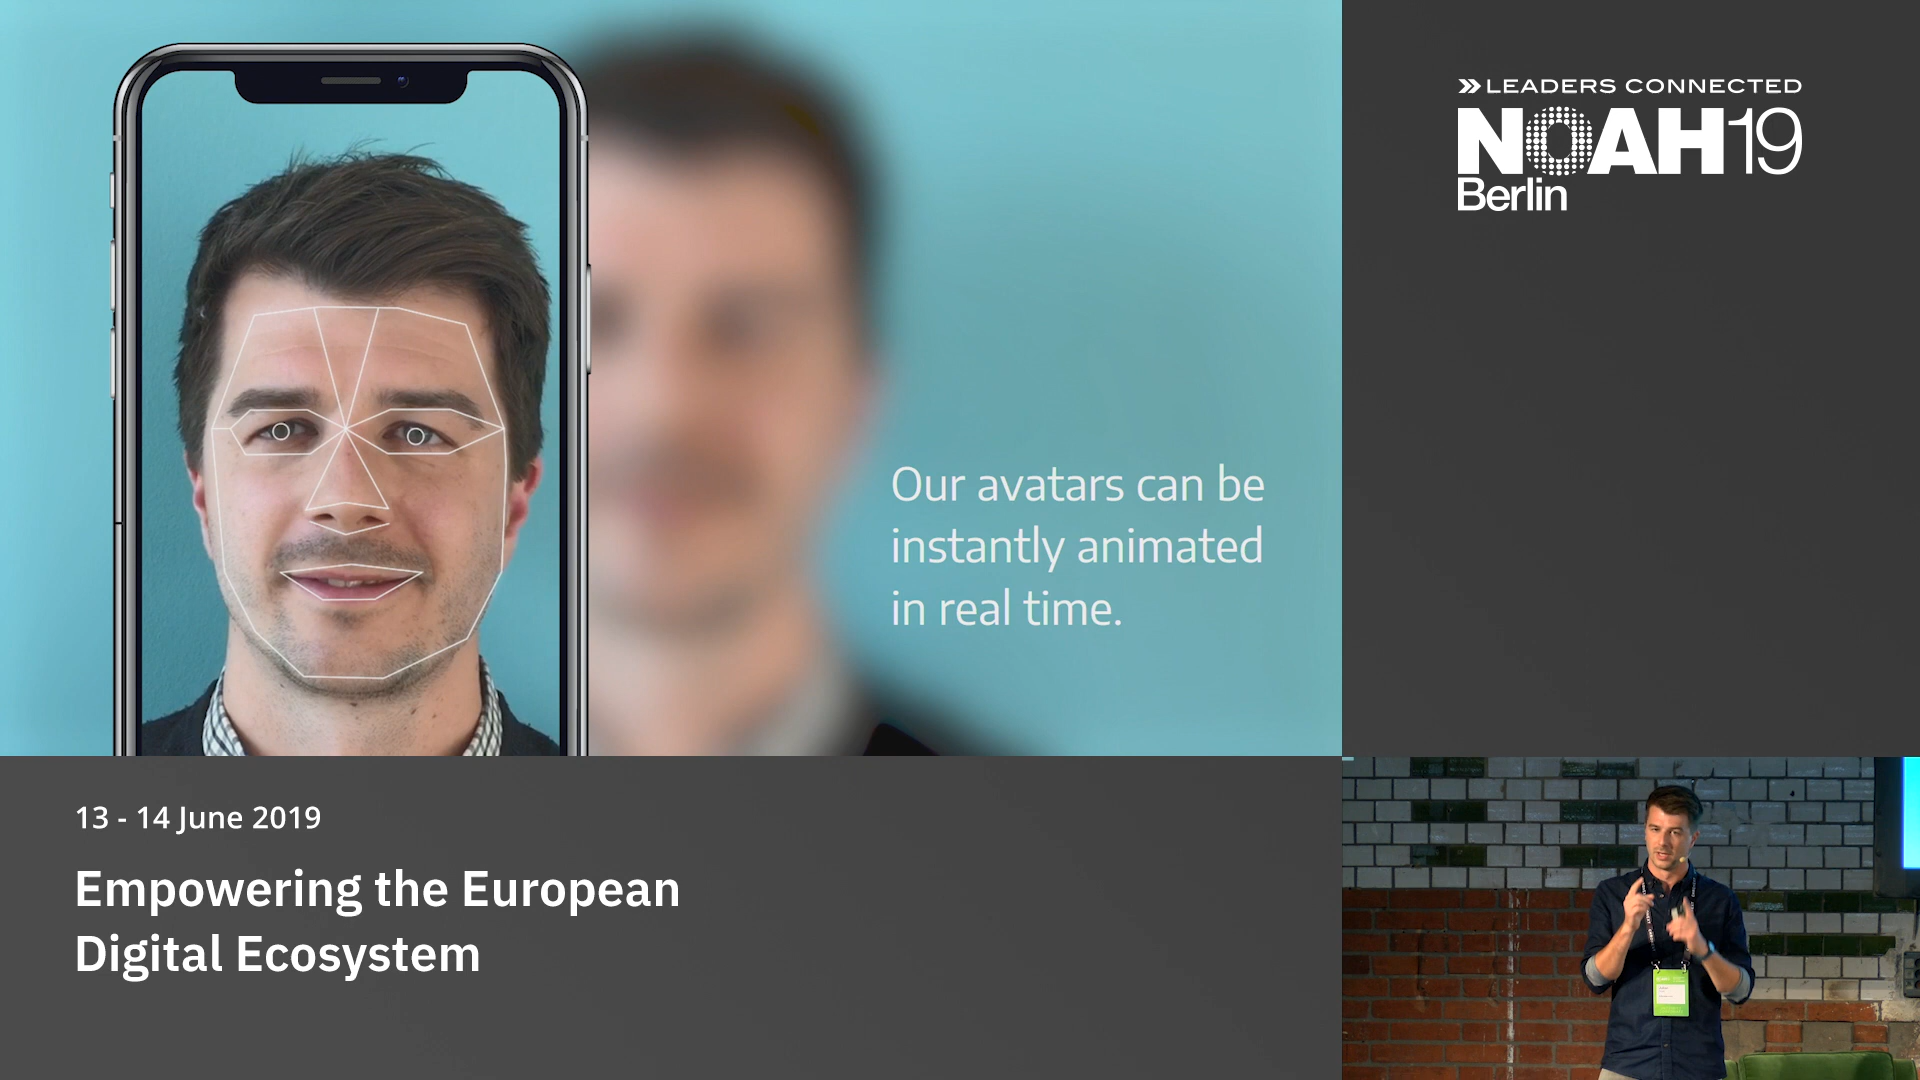 LEADERS CONNECTED
NOAH19
Berlin
Our avatars can be
instantly animated
in real time.
13 - 14 June 2019
Empowering the European
Digital Ecosystem